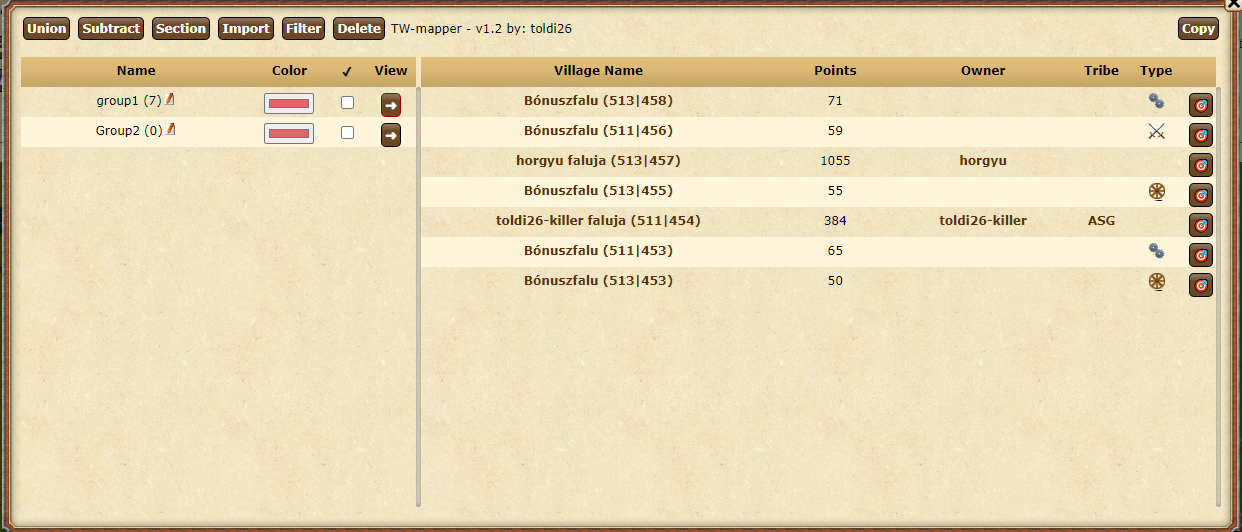 Union Subtract Section Import Filter Delete TW-mapper - v1.2 by: toldi26 Copy
Name Color ✓ View Village Name Points Owner Tribe Type
group1 (7) Bónuszfalu (513|458) 71
Group2 (0) Bónuszfalu (511|456) 59
horgyu faluja (513|457) 1055 horgyu
Bónuszfalu (513|455) 55
toldi26-killer faluja (511|454) 384 toldi26-killer ASG
Bónuszfalu (511|453) 65
Bónuszfalu (513|453) 50